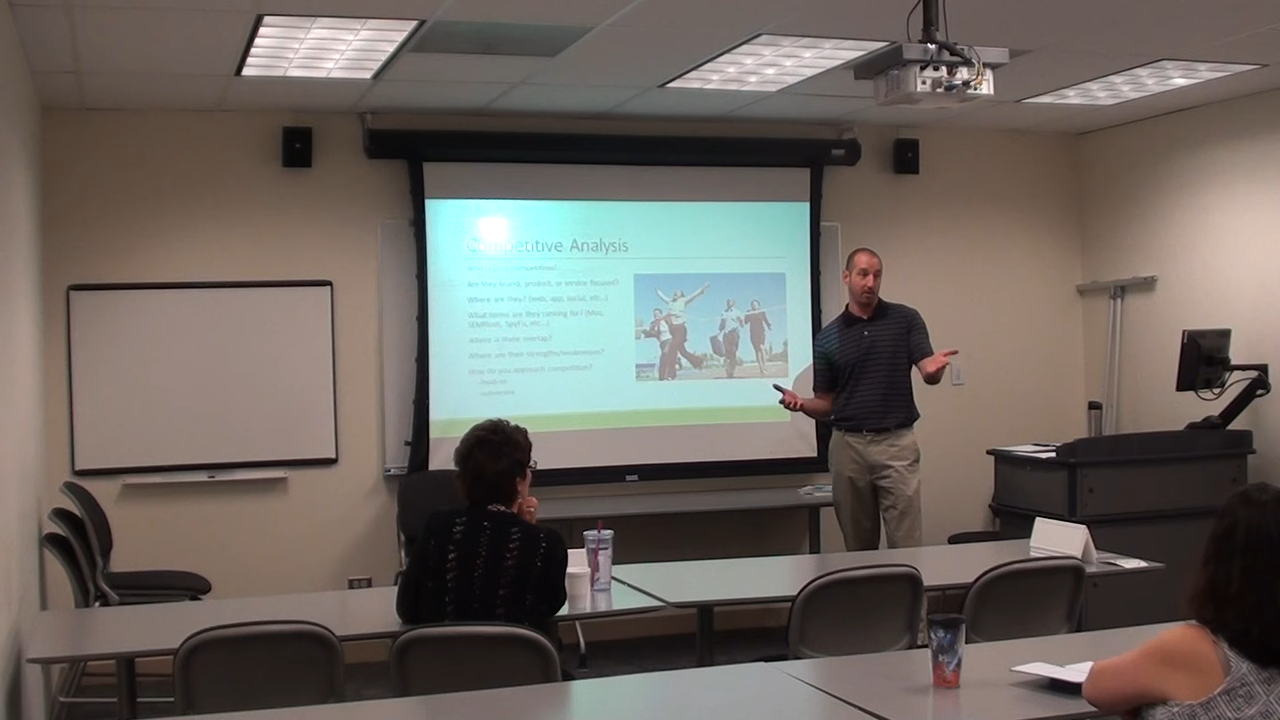 Competitive Analysis
Are they brand, product, or service focused?
Where are they? (web, app, social, etc...)
What terms are they ranking for? (Moz,
SEMRush, SpyFu, etc...)
Where is there overlap?
Where are their strengths/weaknesses?
How do you approach competition?